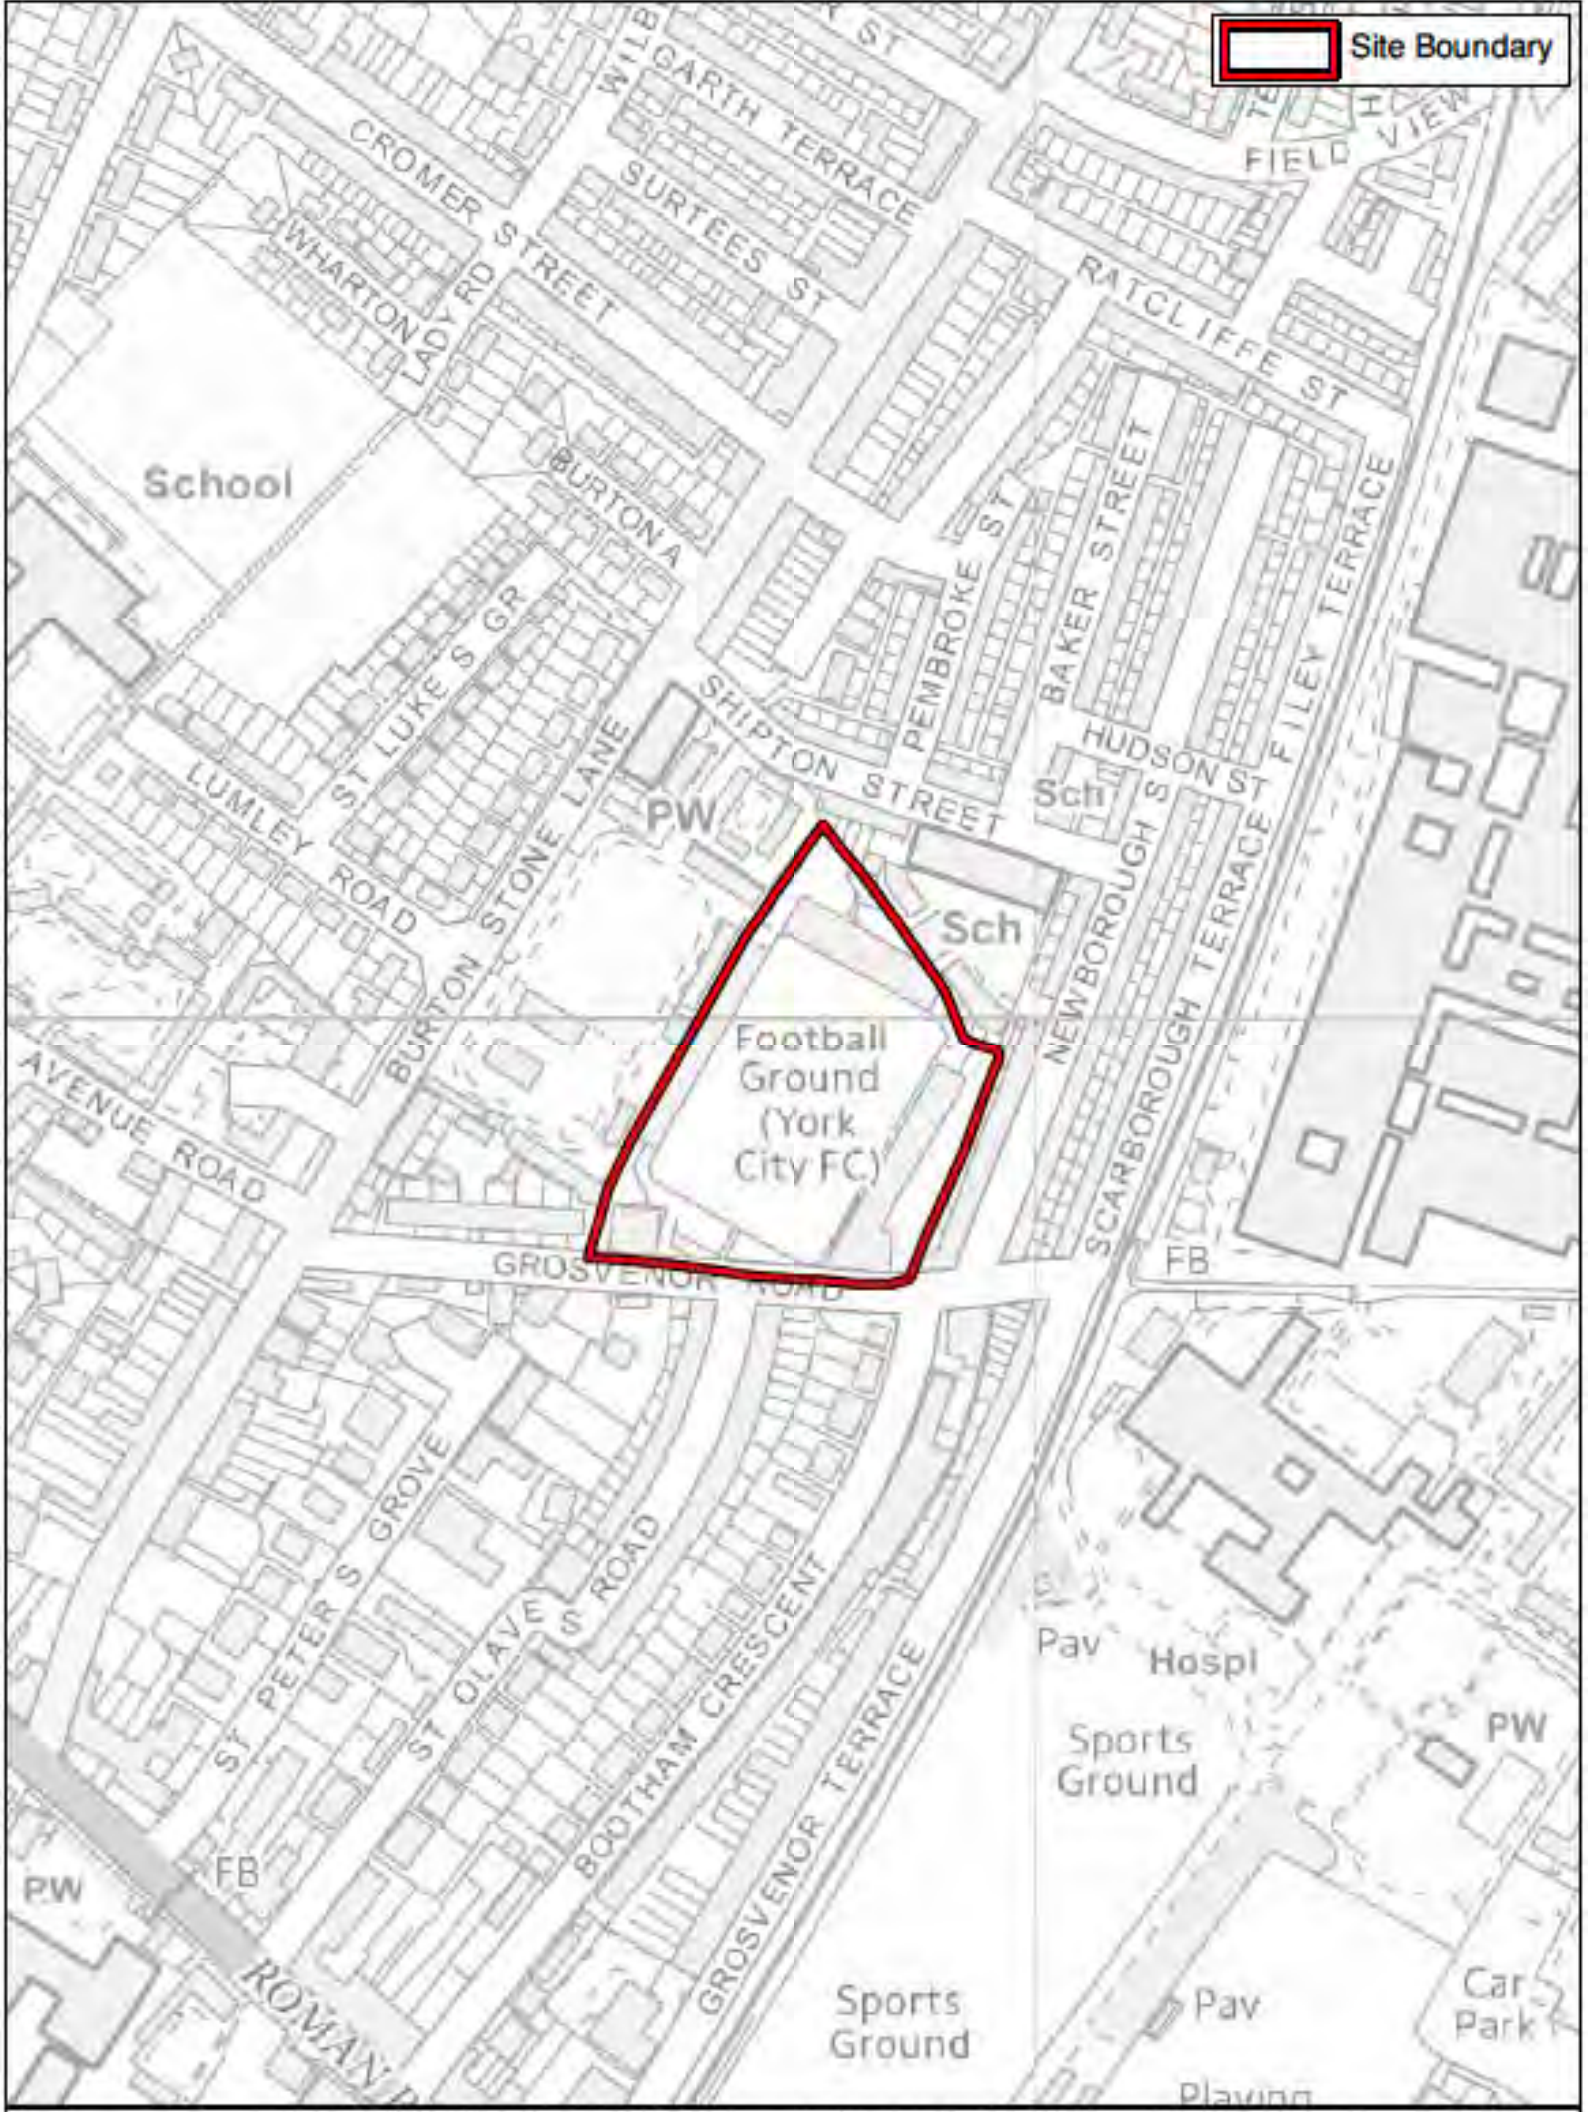 Site Boundary
K ST
WILB
GARTH TERRACE
TE
H
FIELD VIEW
CROMER STREET
SURTEES ST
WHARTON
LADY RD
RATCLIFFE ST
School
BURTON A
PEMBROKE ST
BAKER STREET
FILEY TERRACE
ST LUKE S GR
SHIPTON STREET
HUDSON ST
LUMLEY ROAD
BURTON STONE LANE
PW
Sch
NEWBOROUGH S
SCARBOROUGH TERRACE
Sch
Football
Ground
(York
City FC)
AVENUE ROAD
GROSVENOR ROAD
FB
ST PETER S GROVE
ST OLAVE S ROAD
BOOTHAM CRESCENT
GROSVENOR TERRACE
Pav
Hospl
PW
Sports
Ground
FB
PW
ROMAN R
Sports
Ground
Pav
Car
Park
Playing